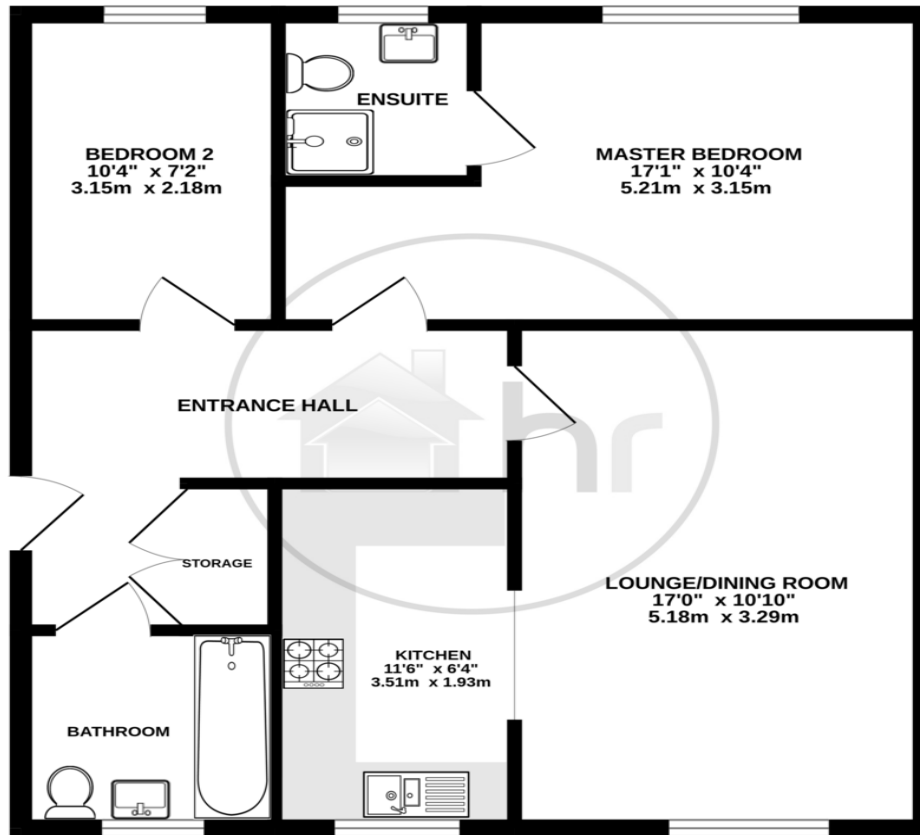 ENSUITE
BEDROOM 2
10'4" x 7'2"
3.15m x 2.18m
MASTER BEDROOM
17'1" x 10'4"
5.21m x 3.15m
ENTRANCE HALL
hr
STORAGE
LOUNGE/DINING ROOM
17'0" x 10'10"
5.18m x 3.29m
KITCHEN
11'6" x 6'4"
3.51m x 1.93m
BATHROOM